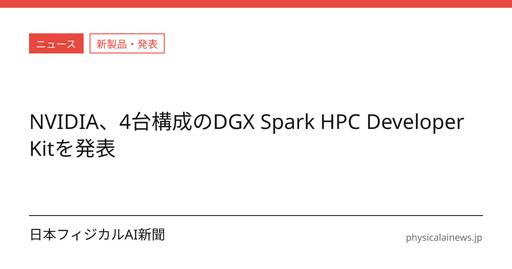 ニュース
新製品・発表
NVIDIA、4台構成のDGX Spark HPC Developer
Kitを発表
日本フィジカルAI新聞
physicalainews.jp